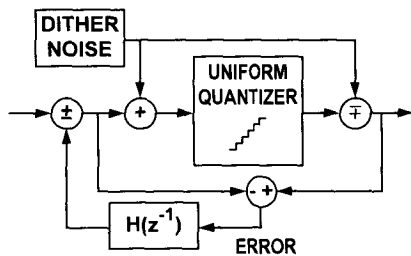 DITHER
NOISE
UNIFORM
QUANTIZER
±
+
∓
- +
H(z⁻¹)
ERROR